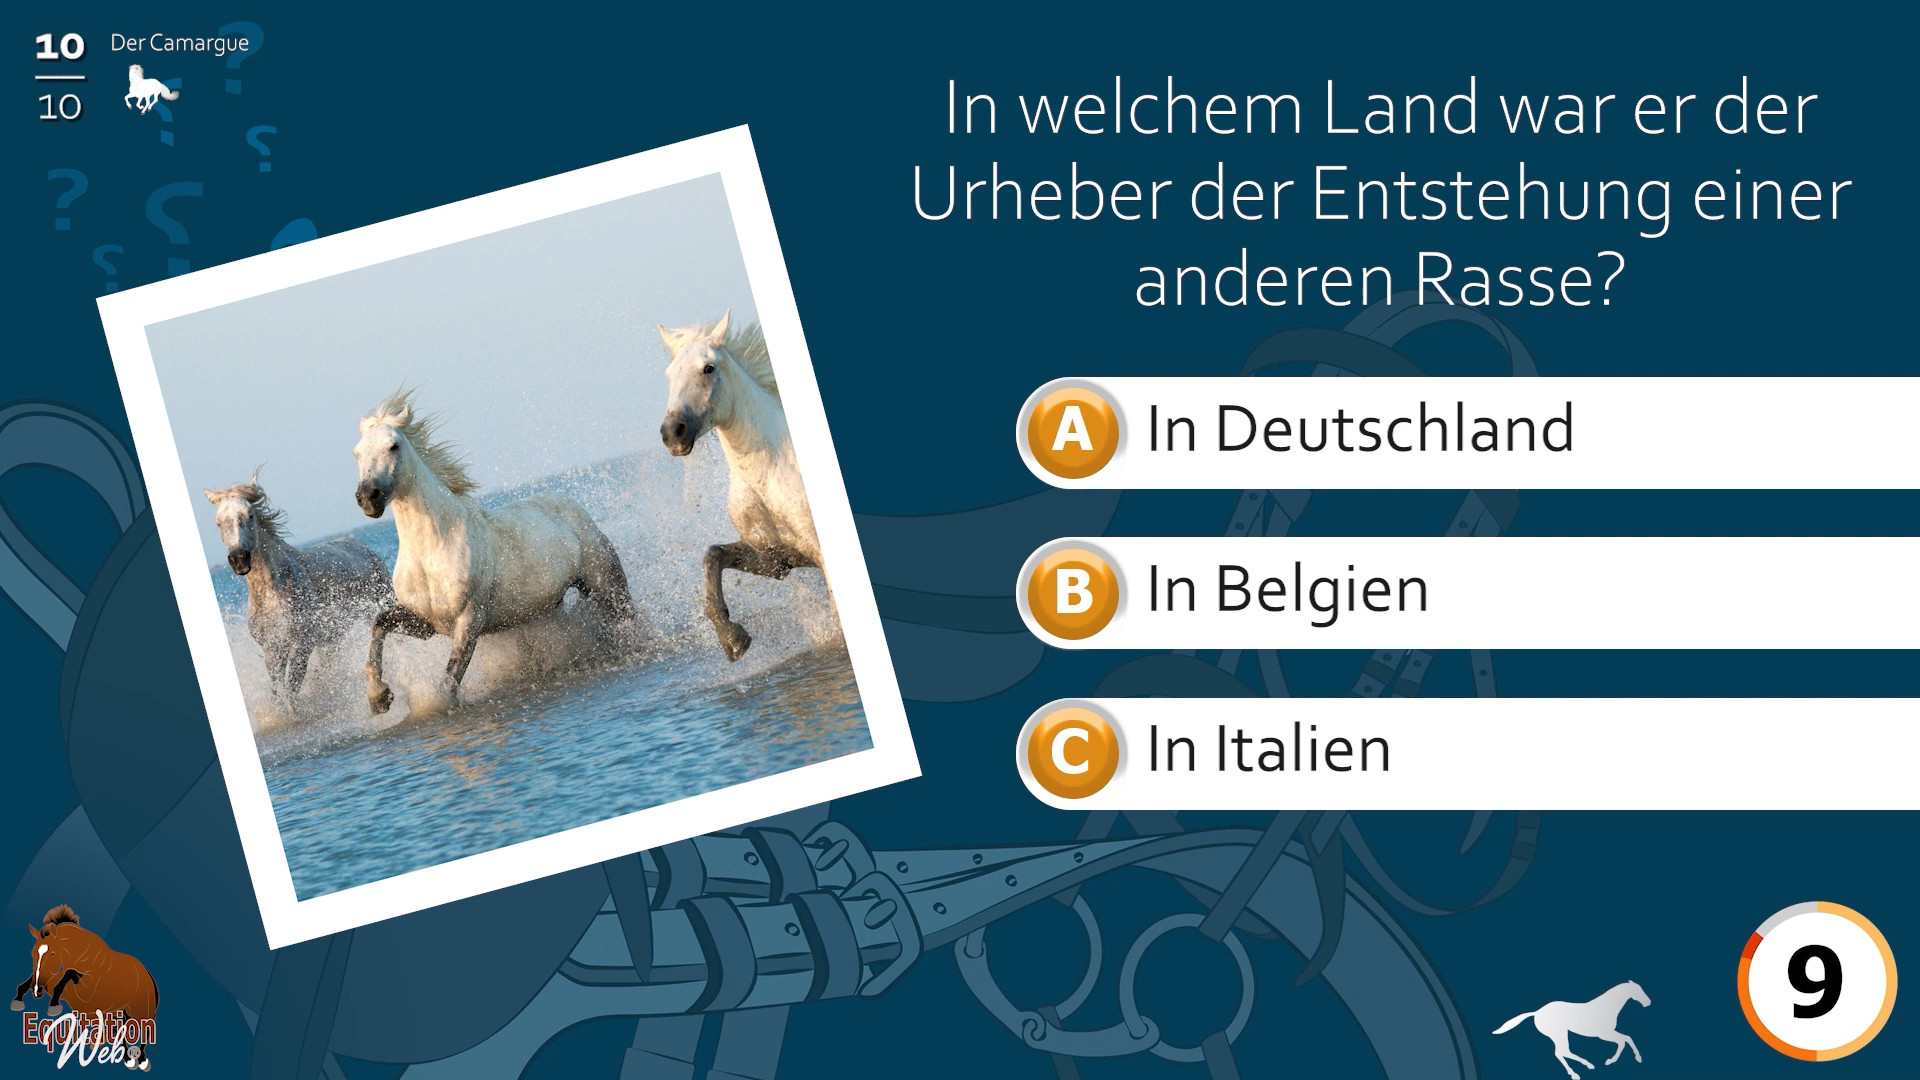 10
10
Der Camargue
In welchem Land war er der
Urheber der Entstehung einer
anderen Rasse?
A In Deutschland
B In Belgien
C In Italien
Equitation
Web
9